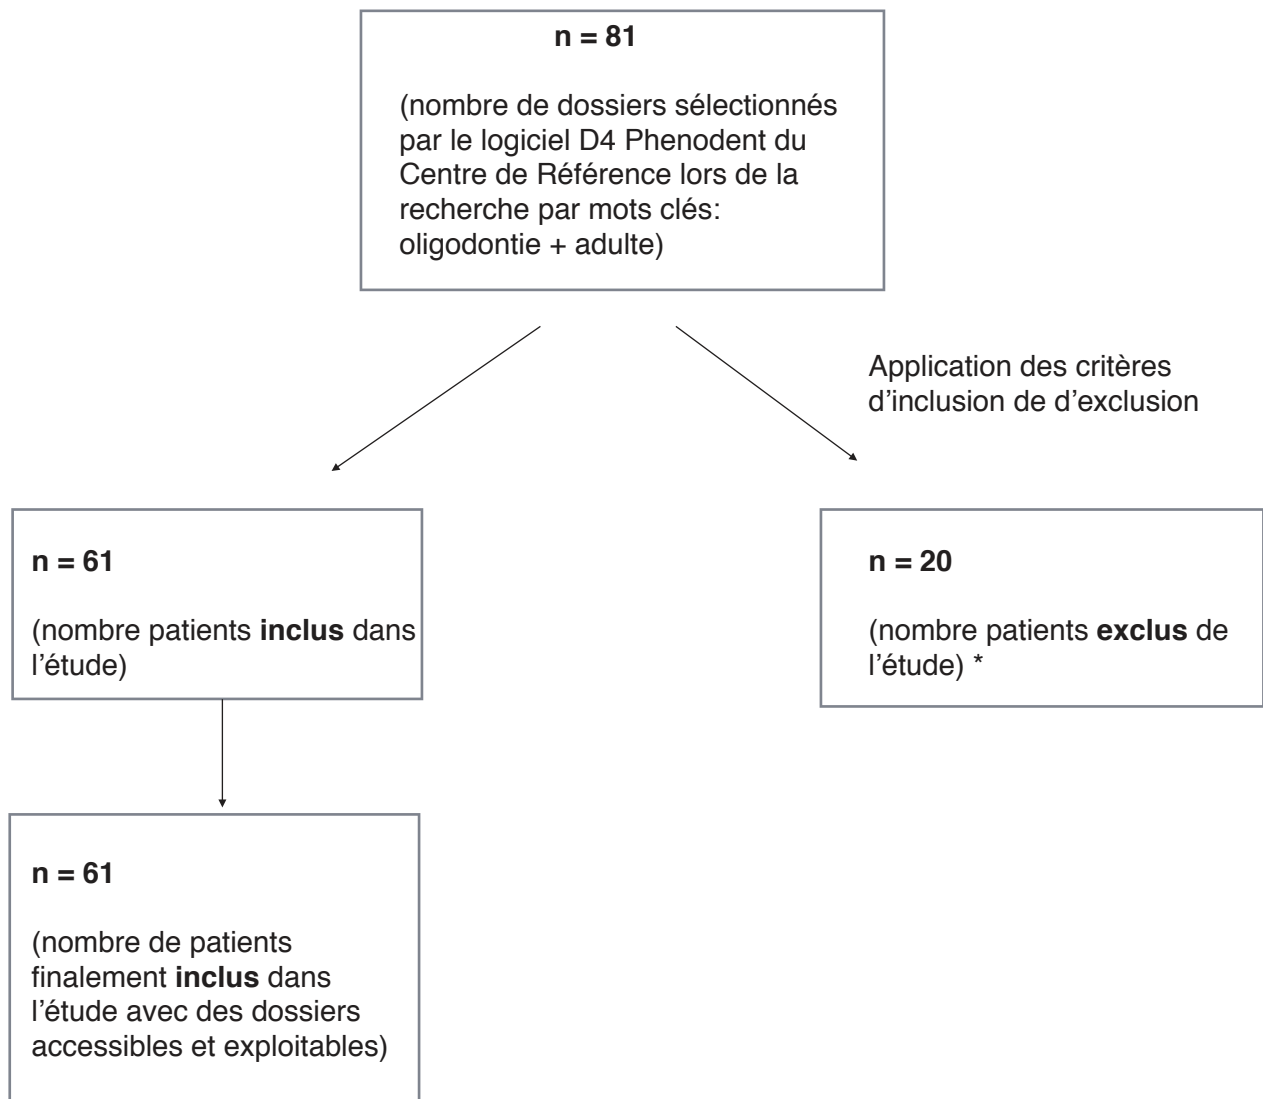 n = 81
(nombre de dossiers sélectionnés
par le logiciel D4 Phenodent du
Centre de Référence lors de la
recherche par mots clés:
oligodontie + adulte)
Application des critères
d'inclusion de d'exclusion
n = 61
(nombre patients inclus dans
l'étude)
n = 20
(nombre patients exclus de
l'étude) *
n = 61
(nombre de patients
finalement inclus dans
l'étude avec des dossiers
accessibles et exploitables)